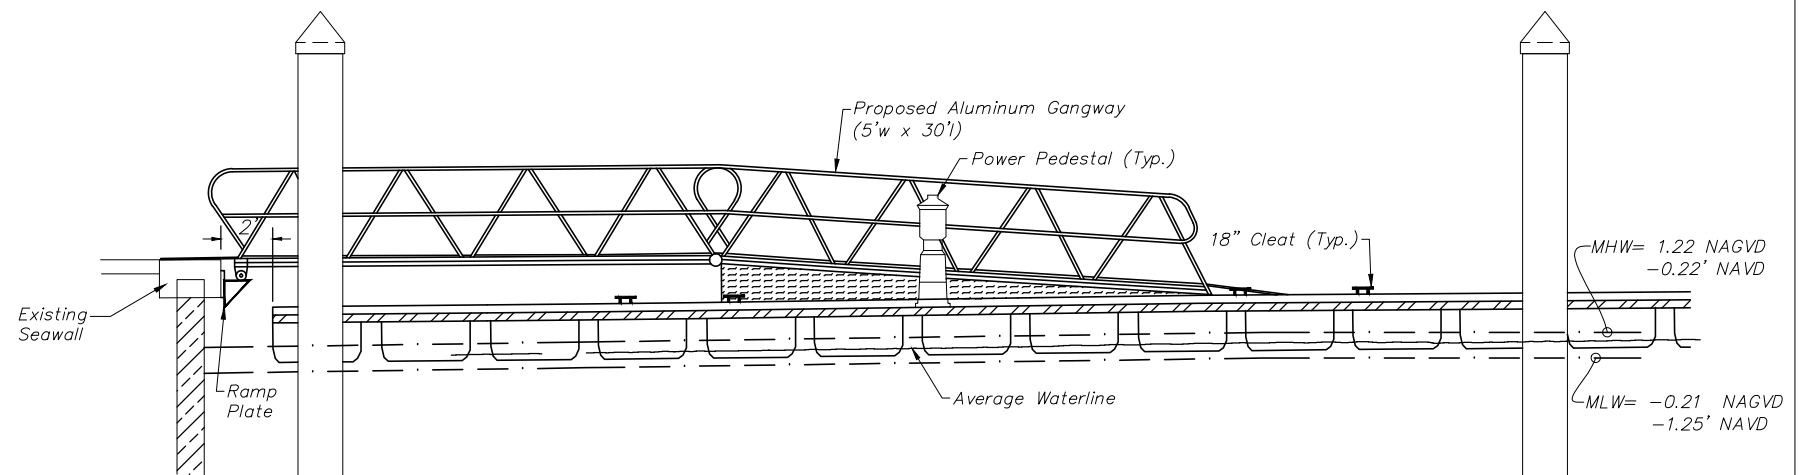 Proposed Aluminum Gangway
(5'w x 30'l)
Power Pedestal (Typ.)
2'
18" Cleat (Typ.)
MHW= 1.22 NAGVD
-0.22' NAVD
Existing
Seawall
Ramp
Plate
Average Waterline
MLW= -0.21 NAGVD
-1.25' NAVD